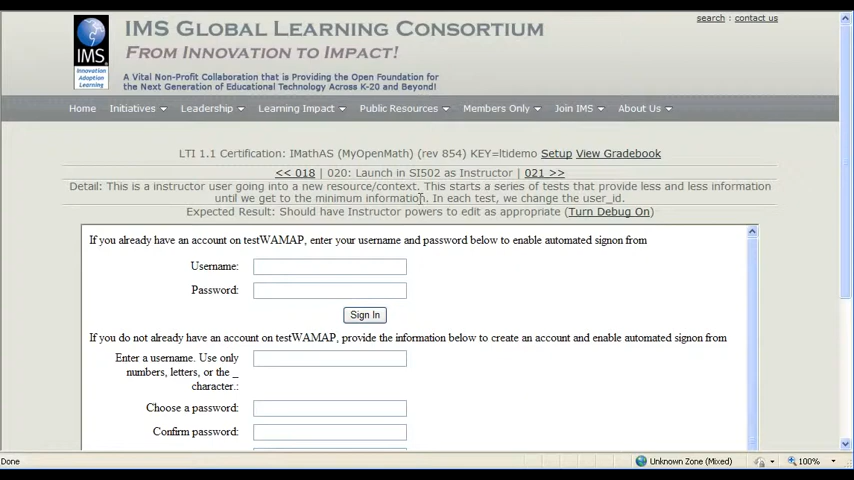 search : contact us
IMS GLOBAL LEARNING CONSORTIUM
FROM INNOVATION TO IMPACT!
IMS
Innovation
Adoption
Learning
A Vital Non-Profit Collaboration that is Providing the Open Foundation for
the Next Generation of Educational Technology Across K-20 and Beyond!
Home Initiatives Leadership Learning Impact Public Resources Members Only Join IMS About Us
LTI 1.1 Certification: IMathAS (MyOpenMath) (rev 854) KEY=ltidemo Setup View Gradebook
<< 018 | 020: Launch in SI502 as Instructor | 021 >>
Detail: This is a instructor user going into a new resource/context. This starts a series of tests that provide less and less information
until we get to the minimum information. In each test, we change the user_id.
Expected Result: Should have Instructor powers to edit as appropriate (Turn Debug On)
If you already have an account on testWAMAP, enter your username and password below to enable automated signon from
Username:
Password:
Sign In
If you do not already have an account on testWAMAP, provide the information below to create an account and enable automated signon from
Enter a username. Use only
numbers, letters, or the _
character.:
Choose a password:
Confirm password:
Done Unknown Zone (Mixed) 100%